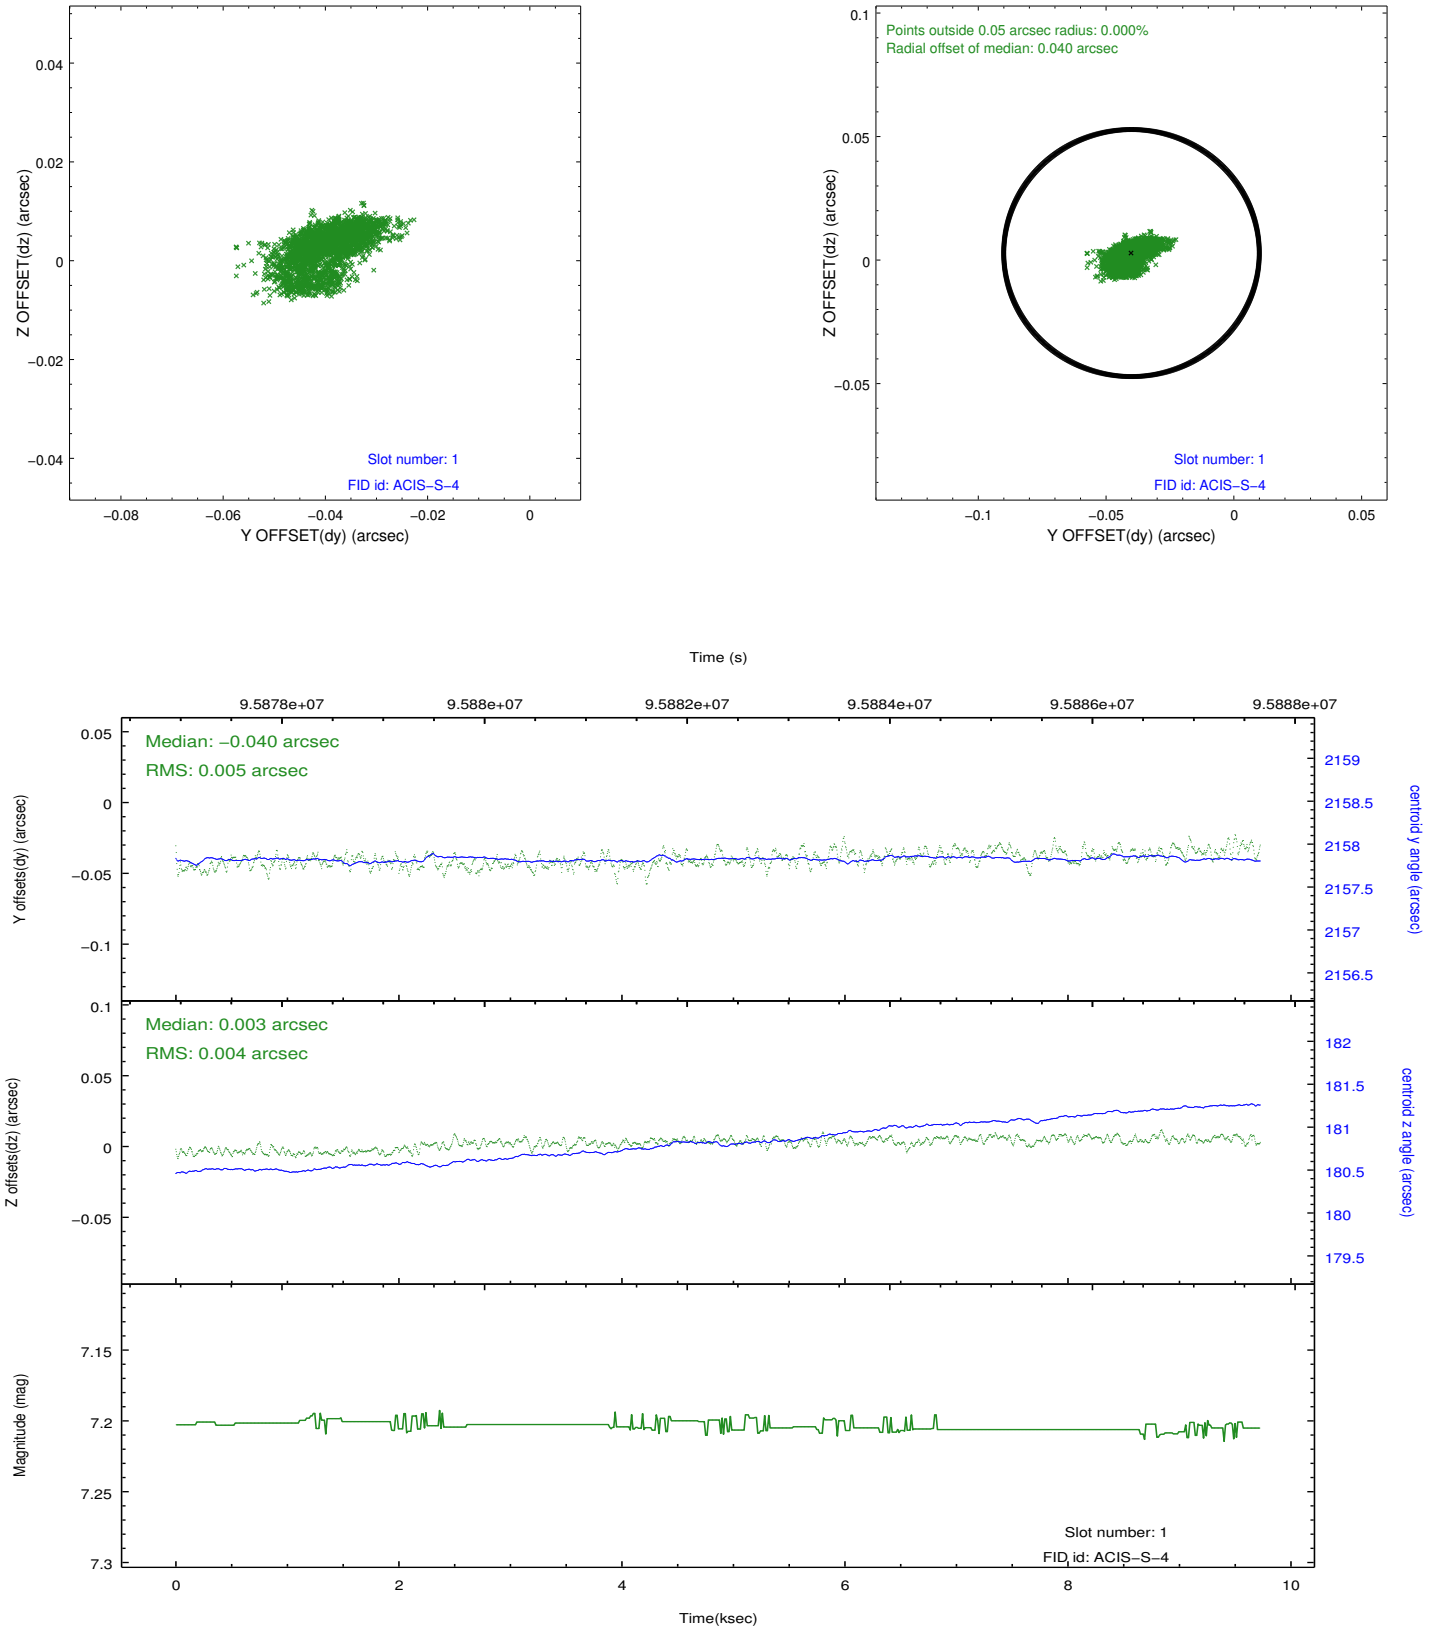 0.04
0.02
0
−0.02
−0.04
Z OFFSET(dz) (arcsec)
Slot number: 1
FID id: ACIS−S−4
−0.08
−0.06
−0.04
−0.02
0
Y OFFSET(dy) (arcsec)
Points outside 0.05 arcsec radius: 0.000%
Radial offset of median: 0.040 arcsec
0.1
0.05
0
−0.05
Z OFFSET(dz) (arcsec)
Slot number: 1
FID id: ACIS−S−4
−0.1
−0.05
0
0.05
Y OFFSET(dy) (arcsec)
Time (s)
9.5878e+07
9.588e+07
9.5882e+07
9.5884e+07
9.5886e+07
9.5888e+07
Median: −0.040 arcsec
RMS: 0.005 arcsec
0.05
0
−0.05
−0.1
Y offsets(dy) (arcsec)
2159
2158.5
2158
2157.5
2157
2156.5
centroid y angle (arcsec)
Median: 0.003 arcsec
RMS: 0.004 arcsec
0.1
0.05
0
−0.05
Z offsets(dz) (arcsec)
182
181.5
181
180.5
180
179.5
centroid z angle (arcsec)
7.15
7.2
7.25
7.3
Magnitude (mag)
Slot number: 1
FID id: ACIS−S−4
0
2
4
6
8
10
Time(ksec)